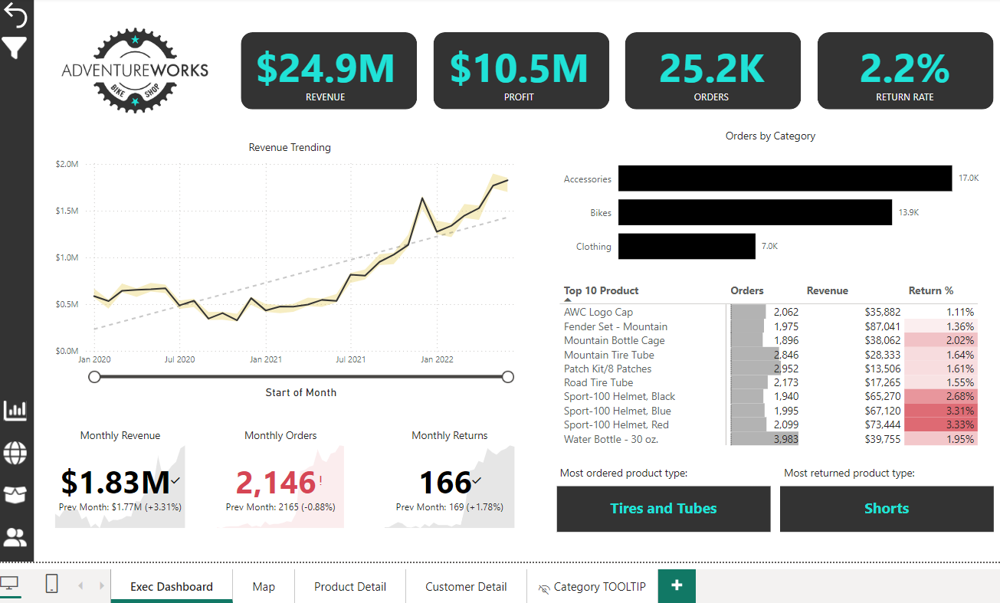 ADVENTUREWORKS
BIKE SHOP
$24.9M
REVENUE
$10.5M
PROFIT
25.2K
ORDERS
2.2%
RETURN RATE
Revenue Trending
$2.0M
$1.5M
$1.0M
$0.5M
$0.0M
Jan 2020 Jul 2020 Jan 2021 Jul 2021 Jan 2022
Start of Month
Orders by Category
Accessories 17.0K
Bikes 13.9K
Clothing 7.0K
Top 10 Product Orders Revenue Return %
AWC Logo Cap 2,062 $35,882 1.11%
Fender Set - Mountain 1,975 $87,041 1.36%
Mountain Bottle Cage 1,896 $38,062 2.02%
Mountain Tire Tube 2,846 $28,333 1.64%
Patch Kit/8 Patches 2,952 $13,506 1.61%
Road Tire Tube 2,173 $17,265 1.55%
Sport-100 Helmet, Black 1,940 $65,270 2.68%
Sport-100 Helmet, Blue 1,995 $67,120 3.31%
Sport-100 Helmet, Red 2,099 $73,444 3.33%
Water Bottle - 30 oz. 3,983 $39,755 1.95%
Monthly Revenue
$1.83M
Prev Month: $1.77M (+3.31%)
Monthly Orders
2,146!
Prev Month: 2165 (-0.88%)
Monthly Returns
166
Prev Month: 169 (+1.78%)
Most ordered product type:
Tires and Tubes
Most returned product type:
Shorts
Exec Dashboard Map Product Detail Customer Detail Category TOOLTIP +